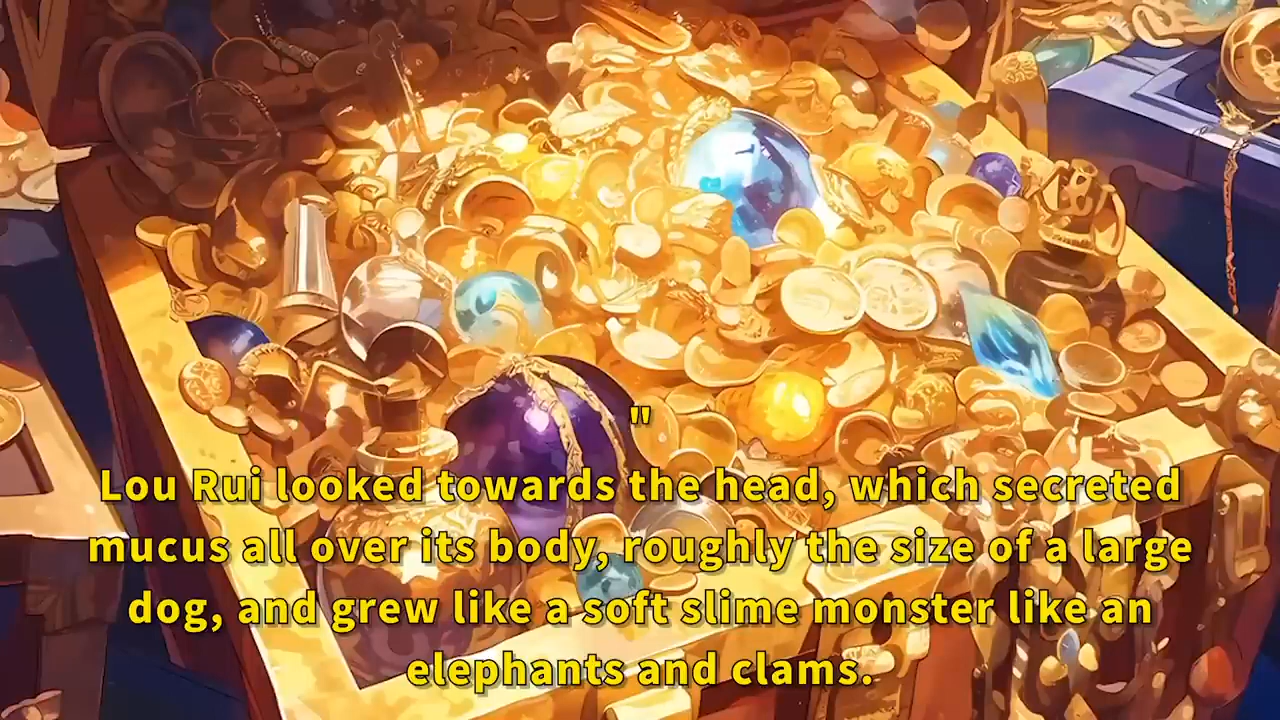 "
Lou Rui looked towards the head, which secreted
mucus all over its body, roughly the size of a large
dog, and grew like a soft slime monster like an
elephants and clams.